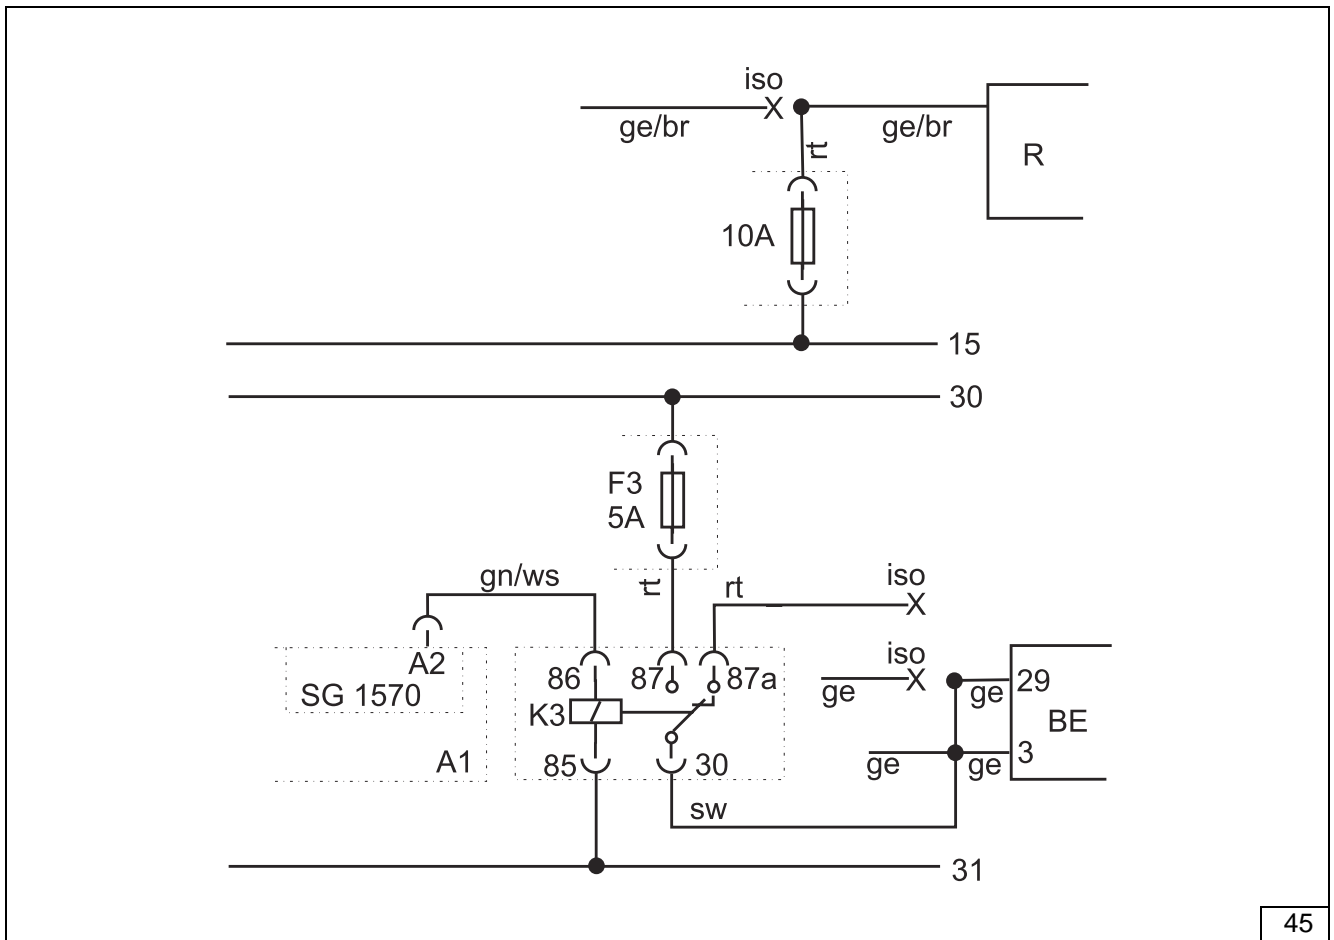 iso
X
ge/br
ge/br
rt
R
10A
15
30
F3
5A
gn/ws
rt
rt
iso
X
A2
SG 1570
A1
86
87
87a
K3
85
30
iso
X
ge
ge
29
BE
ge
ge
3
sw
31
45